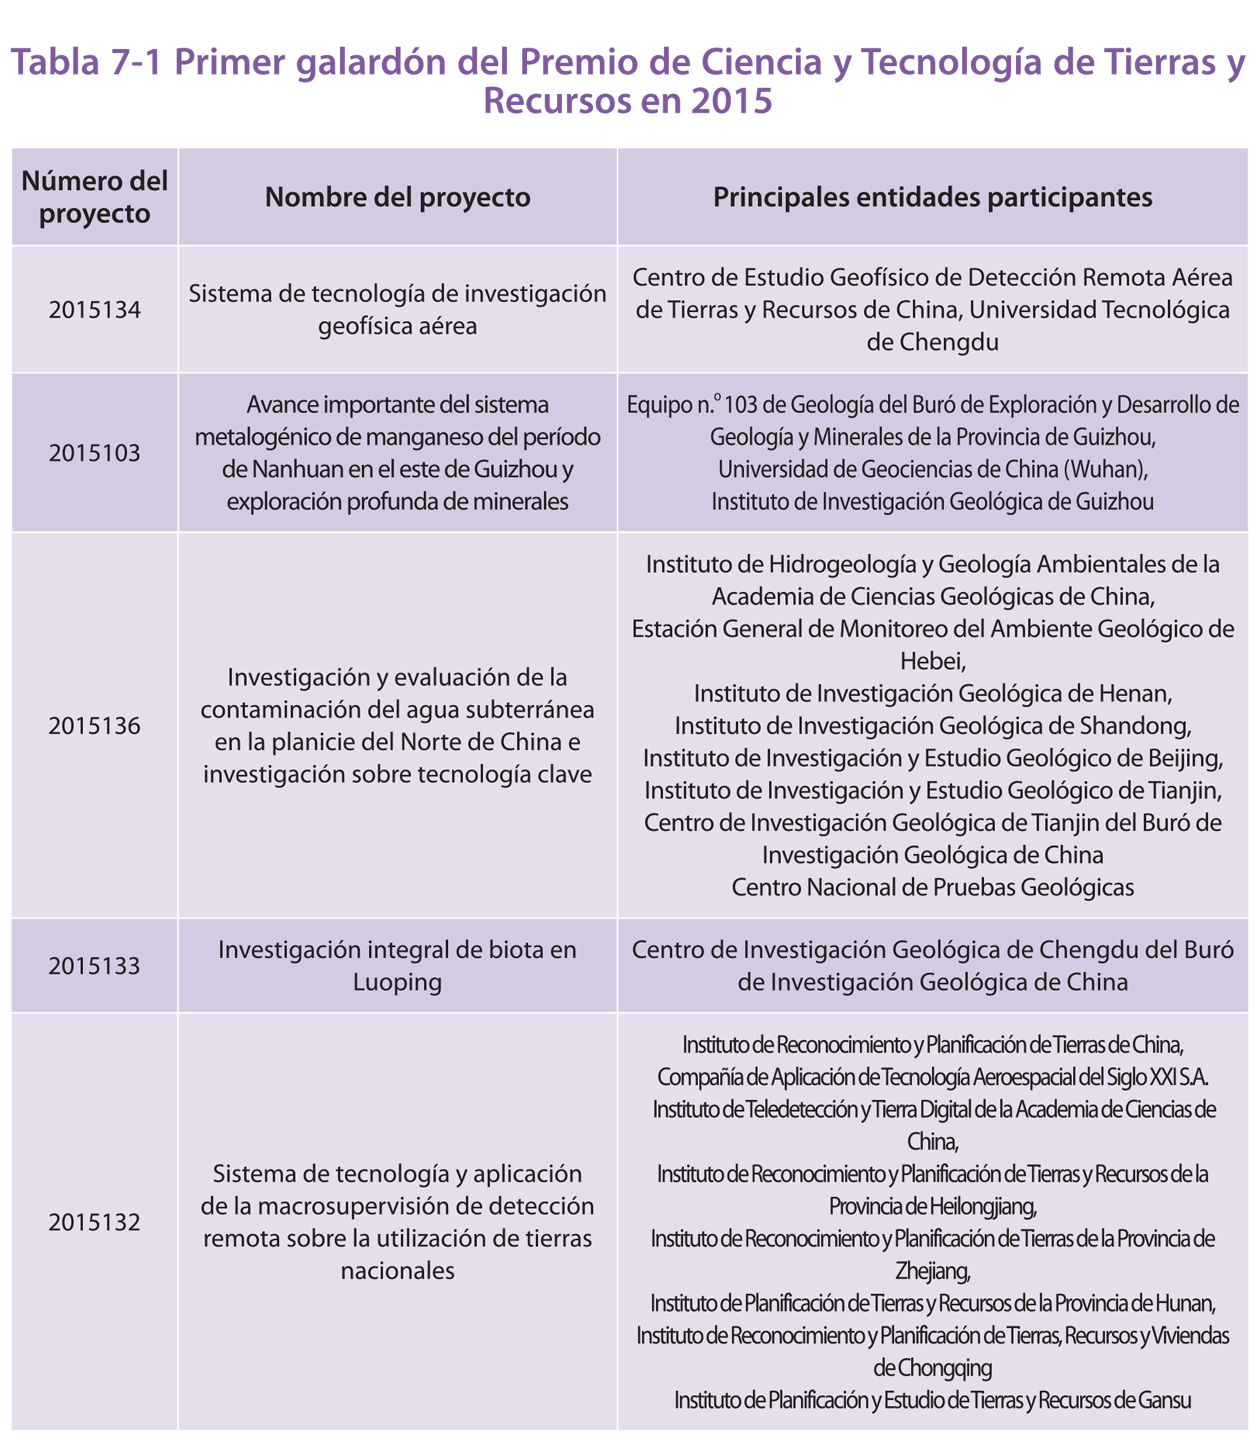 Tabla 7-1 Primer galardón del Premio de Ciencia y Tecnología de Tierras y
Recursos en 2015
Número del
proyecto
Nombre del proyecto
Principales entidades participantes
2015134
Sistema de tecnología de investigación
geofísica aérea
Centro de Estudio Geofísico de Detección Remota Aérea
de Tierras y Recursos de China, Universidad Tecnológica
de Chengdu
2015103
Avance importante del sistema
metalogénico de manganeso del período
de Nanhuan en el este de Guizhou y
exploración profunda de minerales
Equipo n.º 103 de Geología del Buró de Exploración y Desarrollo de
Geología y Minerales de la Provincia de Guizhou,
Universidad de Geociencias de China (Wuhan),
Instituto de Investigación Geológica de Guizhou
2015136
Investigación y evaluación de la
contaminación del agua subterránea
en la planicie del Norte de China e
investigación sobre tecnología clave
Instituto de Hidrogeología y Geología Ambientales de la
Academia de Ciencias Geológicas de China,
Estación General de Monitoreo del Ambiente Geológico de
Hebei,
Instituto de Investigación Geológica de Henan,
Instituto de Investigación Geológica de Shandong,
Instituto de Investigación y Estudio Geológico de Beijing,
Instituto de Investigación y Estudio Geológico de Tianjin,
Centro de Investigación Geológica de Tianjin del Buró de
Investigación Geológica de China
Centro Nacional de Pruebas Geológicas
2015133
Investigación integral de biota en
Luoping
Centro de Investigación Geológica de Chengdu del Buró
de Investigación Geológica de China
2015132
Sistema de tecnología y aplicación
de la macrosupervisión de detección
remota sobre la utilización de tierras
nacionales
Instituto de Reconocimiento y Planificación de Tierras de China,
Compañía de Aplicación de Tecnología Aeroespacial del Siglo XXI S.A.
Instituto de Teledetección y Tierra Digital de la Academia de Ciencias de
China,
Instituto de Reconocimiento y Planificación de Tierras y Recursos de la
Provincia de Heilongjiang,
Instituto de Reconocimiento y Planificación de Tierras de la Provincia de
Zhejiang,
Instituto de Planificación de Tierras y Recursos de la Provincia de Hunan,
Instituto de Reconocimiento y Planificación de Tierras, Recursos y Viviendas
de Chongqing
Instituto de Planificación y Estudio de Tierras y Recursos de Gansu